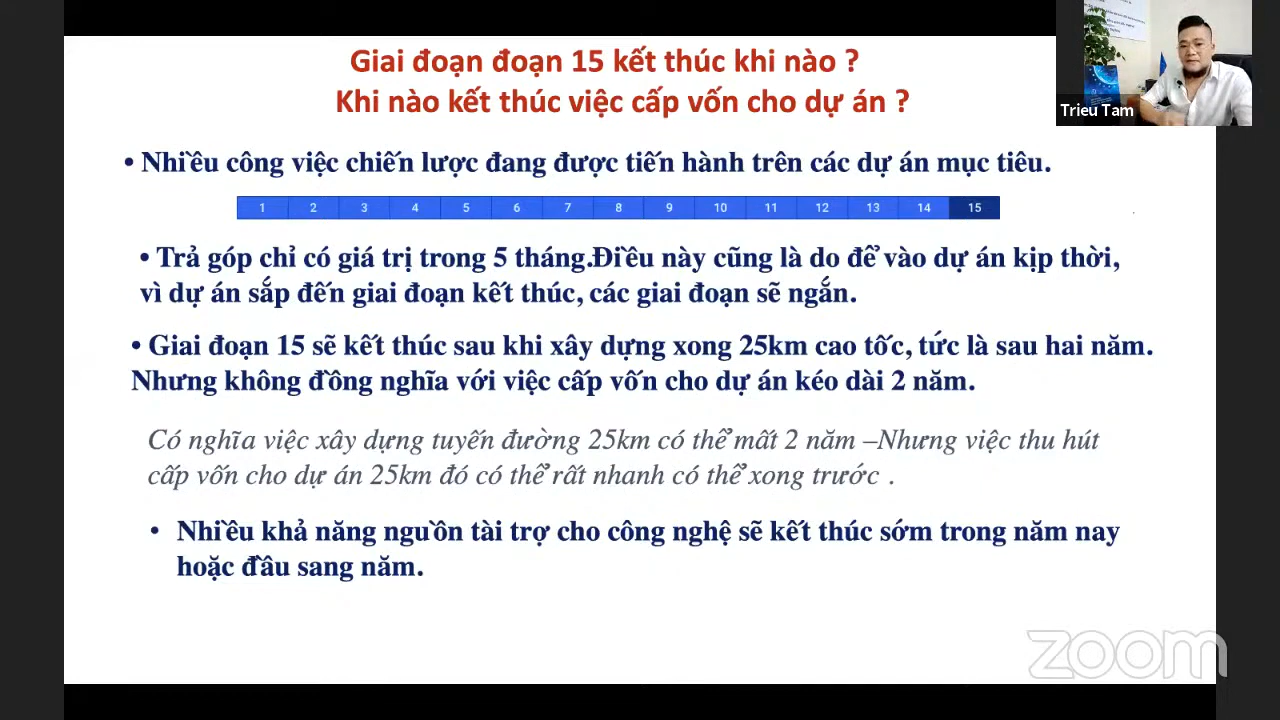 Giai đoạn đoạn 15 kết thúc khi nào ?
Khi nào kết thúc việc cấp vốn cho dự án ?
Trieu Tam
• Nhiều công việc chiến lược đang được tiến hành trên các dự án mục tiêu.
1 2 3 4 5 6 7 8 9 10 11 12 13 14 15
• Trả góp chỉ có giá trị trong 5 tháng.Điều này cũng là do để vào dự án kịp thời,
vì dự án sắp đến giai đoạn kết thúc, các giai đoạn sẽ ngắn.
• Giai đoạn 15 sẽ kết thúc sau khi xây dựng xong 25km cao tốc, tức là sau hai năm.
Nhưng không đồng nghĩa với việc cấp vốn cho dự án kéo dài 2 năm.
Có nghĩa việc xây dựng tuyến đường 25km có thể mất 2 năm –Nhưng việc thu hút
cấp vốn cho dự án 25km đó có thể rất nhanh có thể xong trước .
• Nhiều khả năng nguồn tài trợ cho công nghệ sẽ kết thúc sớm trong năm nay
hoặc đầu sang năm.
zoom